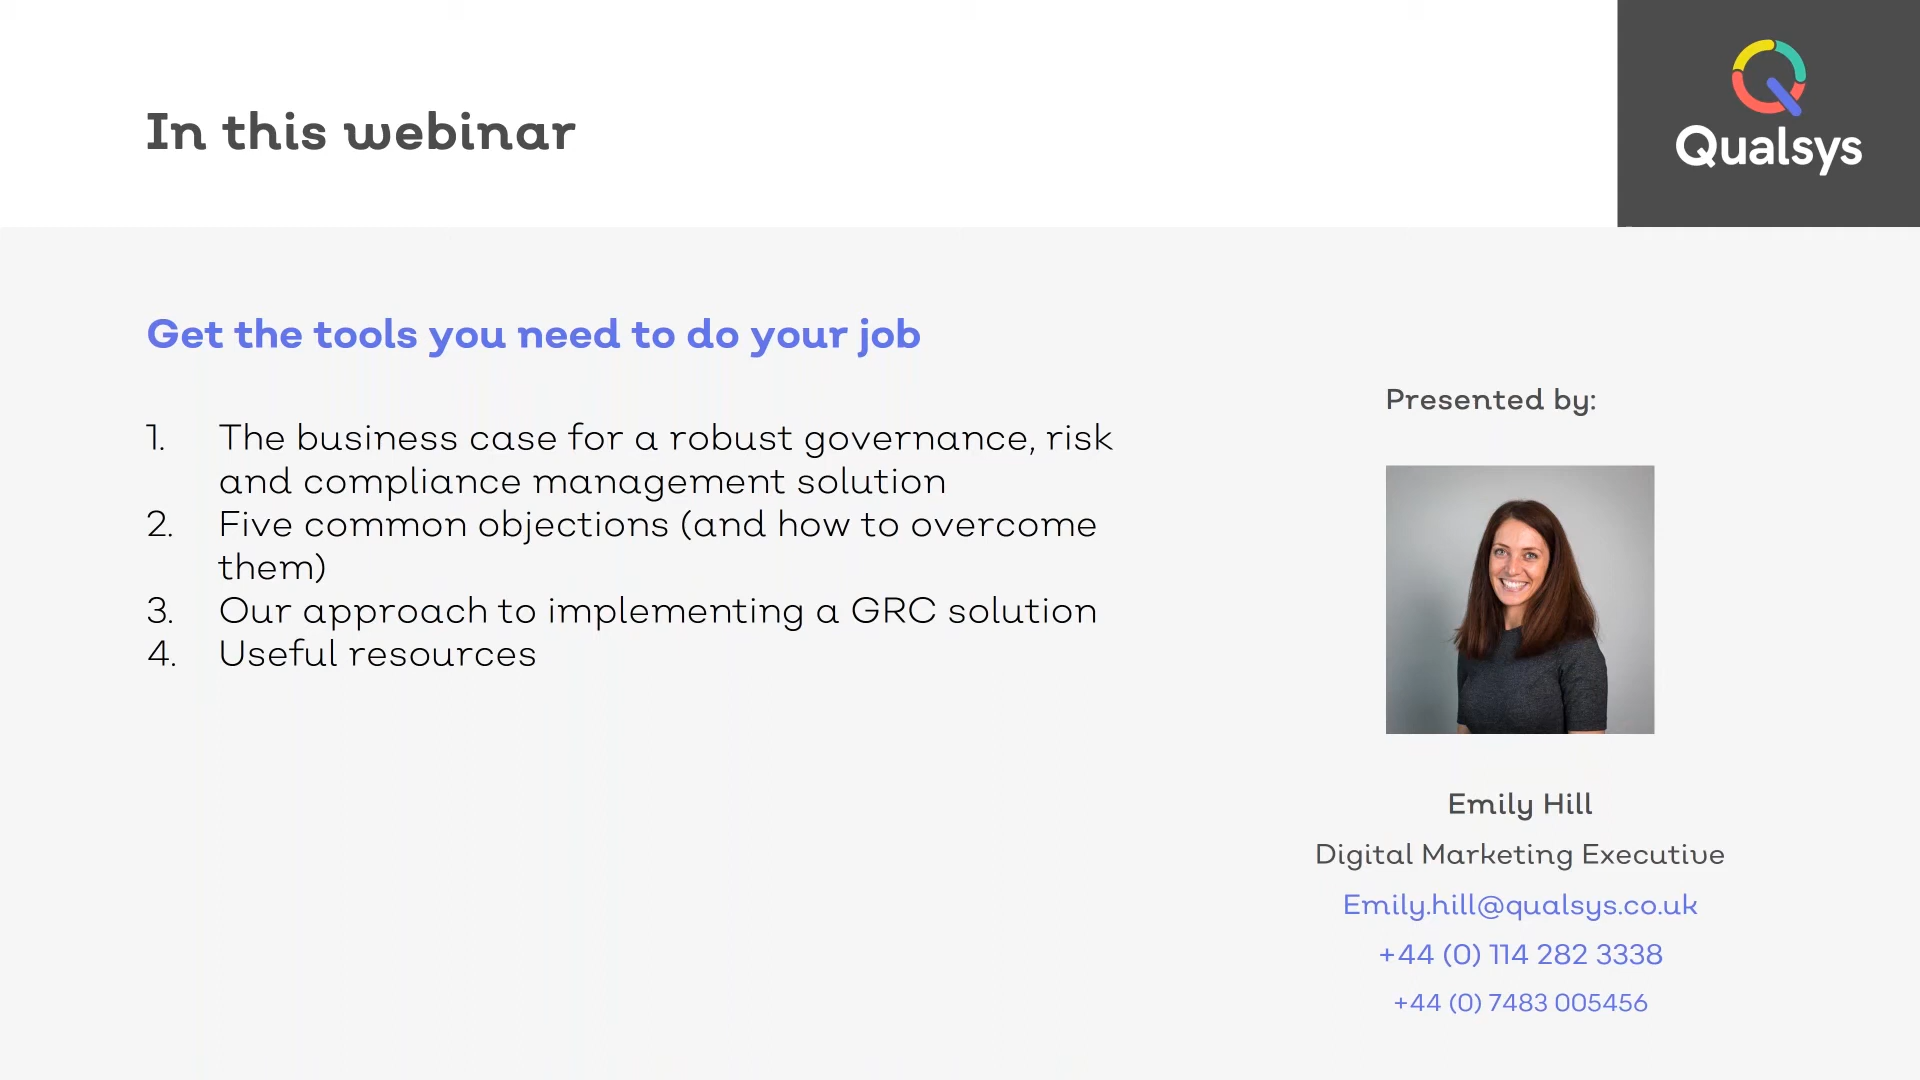 In this webinar
Qualsys
Get the tools you need to do your job
1. The business case for a robust governance, risk
and compliance management solution
2. Five common objections (and how to overcome
them)
3. Our approach to implementing a GRC solution
4. Useful resources
Presented by:
Emily Hill
Digital Marketing Executive
Emily.hill@qualsys.co.uk
+44 (0) 114 282 3338
+44 (0) 7483 005456